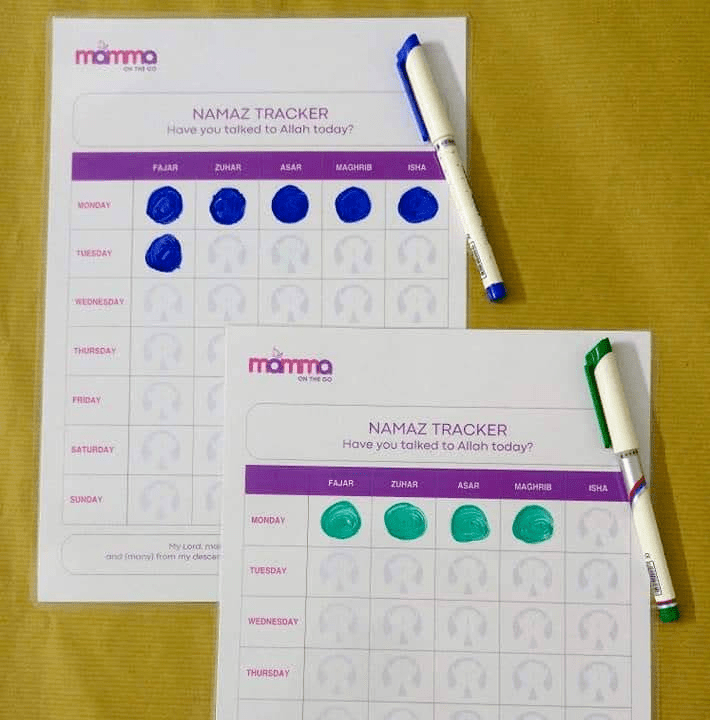 mamma
ON THE GO
NAMAZ TRACKER
Have you talked to Allah today?
FAJAR ZUHAR ASAR MAGHRIB ISHA
MONDAY
TUESDAY
WEDNESDAY
THURSDAY
FRIDAY
SATURDAY
SUNDAY
My Lord,
and (many) from my
mamma
ON THE GO
NAMAZ TRACKER
Have you talked to Allah today?
FAJAR ZUHAR ASAR MAGHRIB ISHA
MONDAY
TUESDAY
WEDNESDAY
THURSDAY